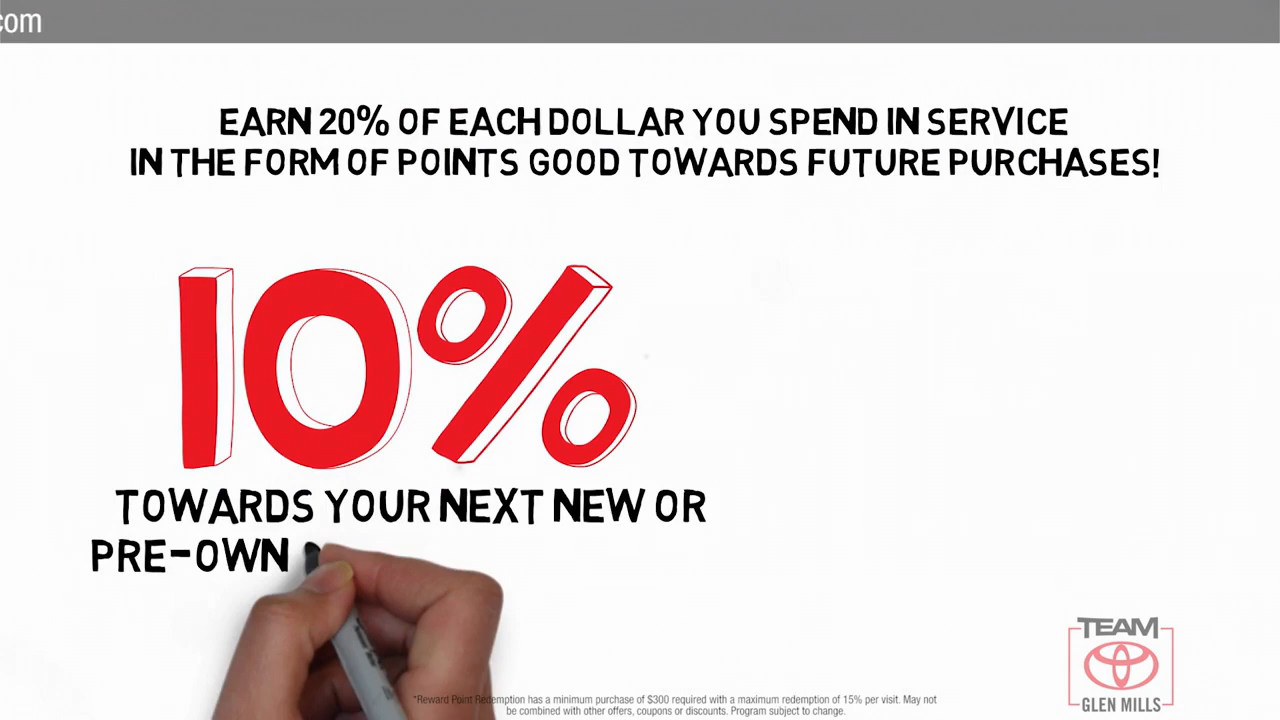 com
EARN 20% OF EACH DOLLAR YOU SPEND IN SERVICE
IN THE FORM OF POINTS GOOD TOWARDS FUTURE PURCHASES!
10%
TOWARDS YOUR NEXT NEW OR
PRE-OWN
TEAM
GLEN MILLS
*Reward Point Redemption has a minimum purchase of $300 required with a maximum redemption of 15% per visit. May not
be combined with other offers, coupons or discounts. Program subject to change.